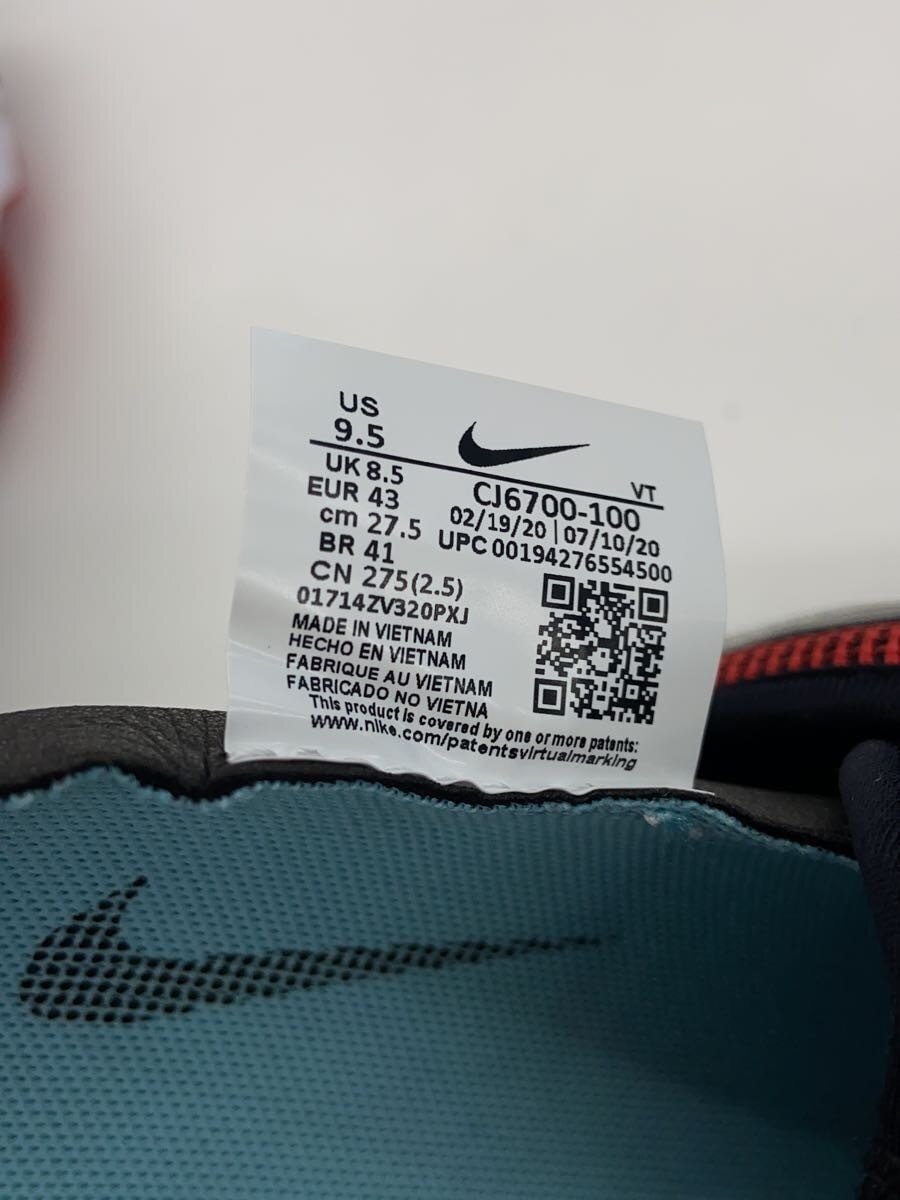 US
9.5
UK 8.5
EUR 43
cm 27.5
BR 41
CN 275(2.5)
01714ZV320PXJ
VT
CJ6700-100
02/19/20 | 07/10/20
UPC 00194276554500
MADE IN VIETNAM
HECHO EN VIETNAM
FABRIQUE AU VIETNAM
FABRICADO NO VIETNA
This product is covered by one or more patents:
www.nike.com/patentsvirtualmarking